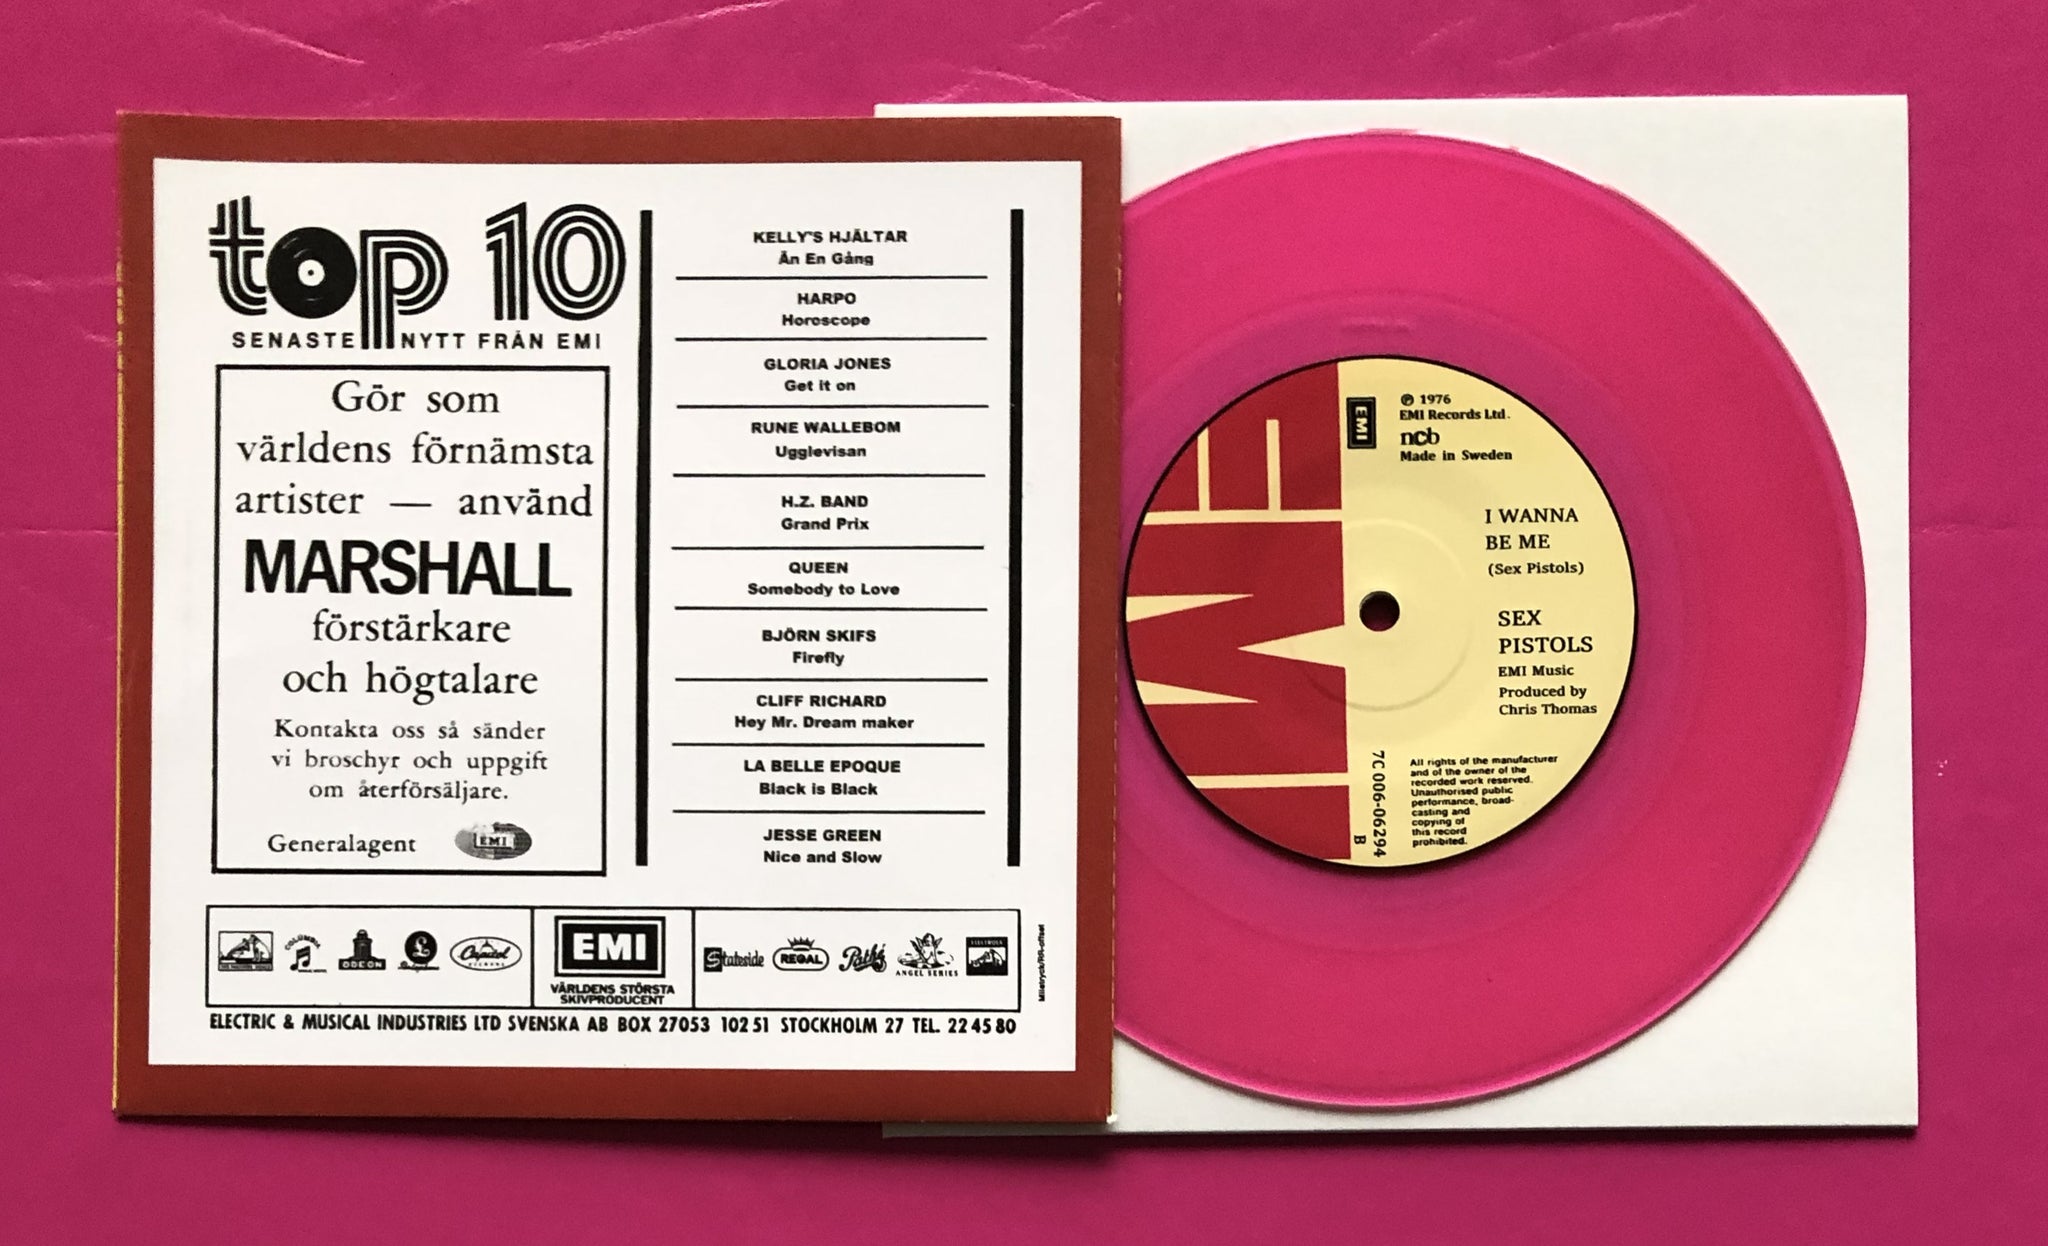 top 10
SENASTE NYTT FRÅN EMI
Gör som
världens förnämsta
artister — använd
MARSHALL
förstärkare
och högtalare
Kontakta oss så sänder
vi broschyr och uppgift
om återförsäljare.
Generalagent EMI
KELLY'S HJÄLTAR
Än En Gång
HARPO
Horoscope
GLORIA JONES
Get it on
RUNE WALLEBOM
Ugglevisan
H.Z. BAND
Grand Prix
QUEEN
Somebody to Love
BJÖRN SKIFS
Firefly
CLIFF RICHARD
Hey Mr. Dream maker
LA BELLE EPOQUE
Black is Black
JESSE GREEN
Nice and Slow
COLUMBIA
ODEON
Capitol
EMI
VÄRLDENS STÖRSTA
SKIVPRODUCENT
Stateside
REGAL
Pathé
ANGEL SERIES
ELECTRIC & MUSICAL INDUSTRIES LTD SVENSKA AB BOX 27053 102 51 STOCKHOLM 27 TEL. 22 45 80
EMI
EMI
℗ 1976
EMI Records Ltd.
ncb
Made in Sweden
I WANNA
BE ME
(Sex Pistols)
SEX
PISTOLS
EMI Music
Produced by
Chris Thomas
7C 006-06294
B
All rights of the manufacturer
and of the owner of the
recorded work reserved.
Unauthorised public
performance, broad-
casting and
copying of
this record
prohibited.